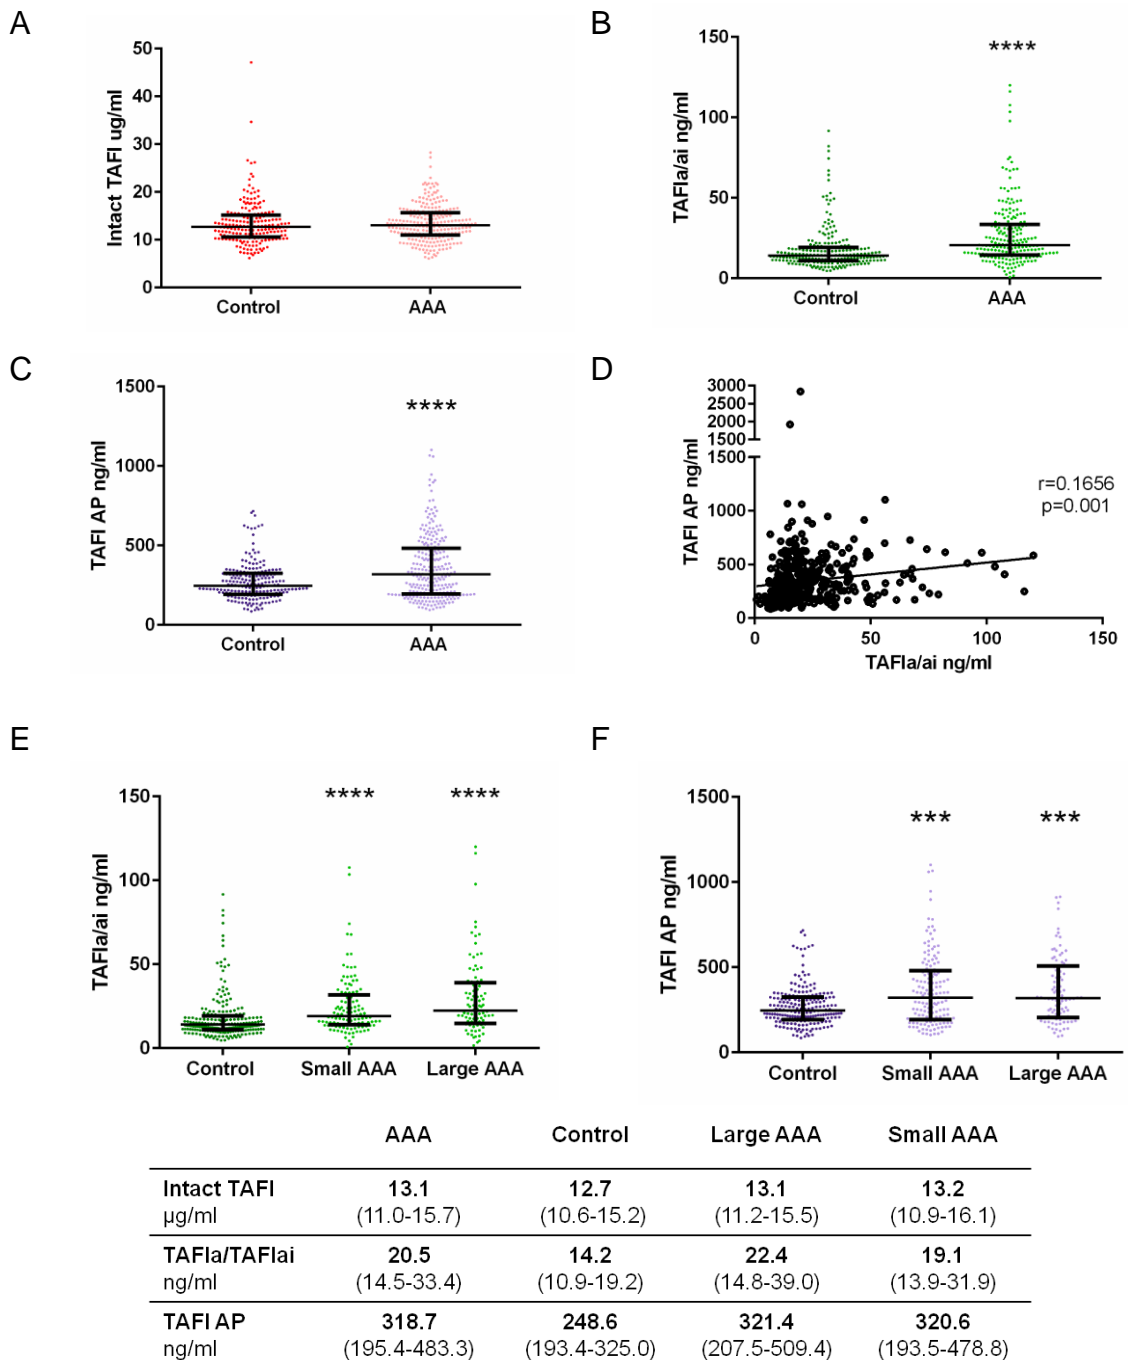 A
50
40
30
20
10
0
Intact TAFI ug/ml
Control
AAA
B
150
100
50
0
TAFIa/ai ng/ml
****
Control
AAA
C
1500
1000
500
0
TAFI AP ng/ml
****
Control
AAA
D
3000
2500
2000
1500
1500
1000
500
0
TAFI AP ng/ml
r=0.1656
p=0.001
0
50
100
150
TAFIa/ai ng/ml
E
150
100
50
0
TAFIa/ai ng/ml
****
****
Control
Small AAA
Large AAA
F
1500
1000
500
0
TAFI AP ng/ml
***
***
Control
Small AAA
Large AAA
AAA Control Large AAA Small AAA
Intact TAFI 13.1 12.7 13.1 13.2
µg/ml (11.0-15.7) (10.6-15.2) (11.2-15.5) (10.9-16.1)
TAFIa/TAFIai 20.5 14.2 22.4 19.1
ng/ml (14.5-33.4) (10.9-19.2) (14.8-39.0) (13.9-31.9)
TAFI AP 318.7 248.6 321.4 320.6
ng/ml (195.4-483.3) (193.4-325.0) (207.5-509.4) (193.5-478.8)